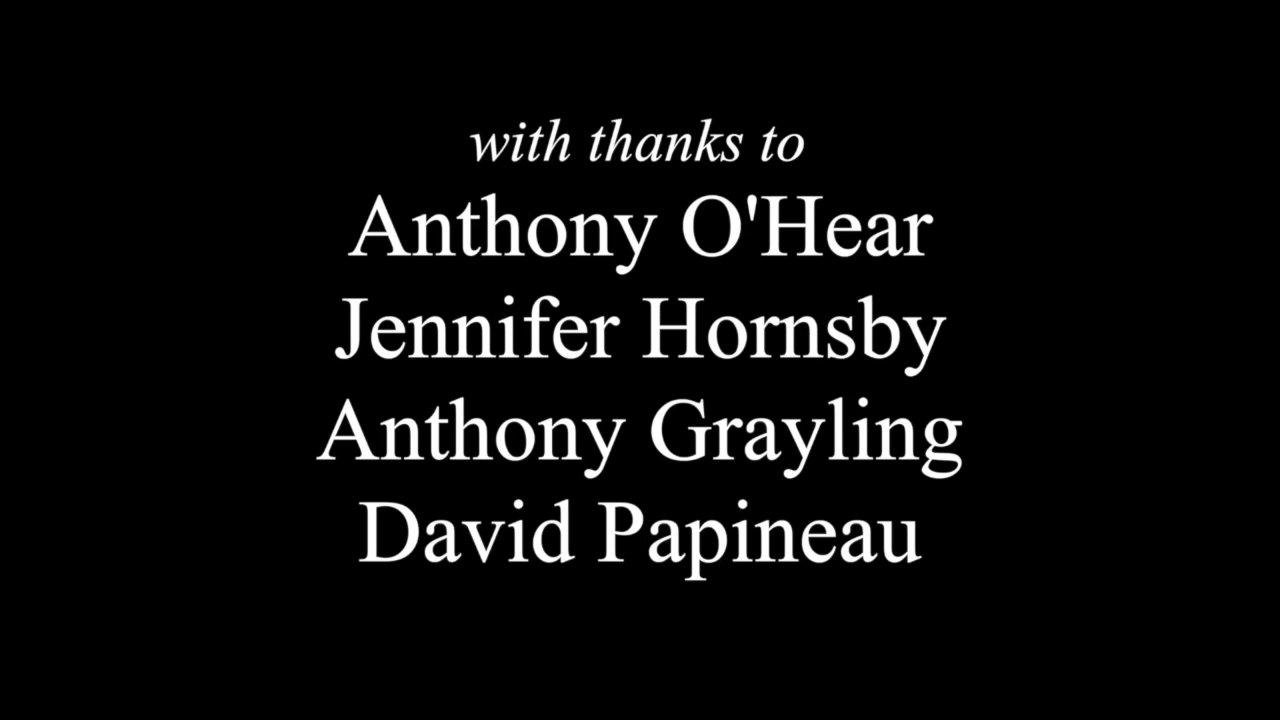 with thanks to
Anthony O'Hear
Jennifer Hornsby
Anthony Grayling
David Papineau